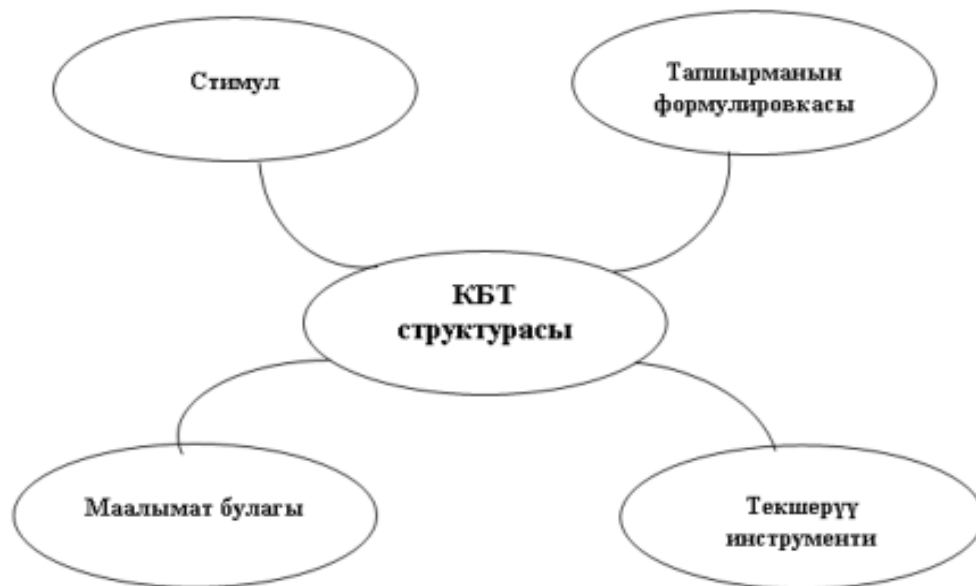 Стимул
Тапшырманын
формулировкасы
КБТ
структурасы
Маалымат булагы
Текшерүү
инструменти